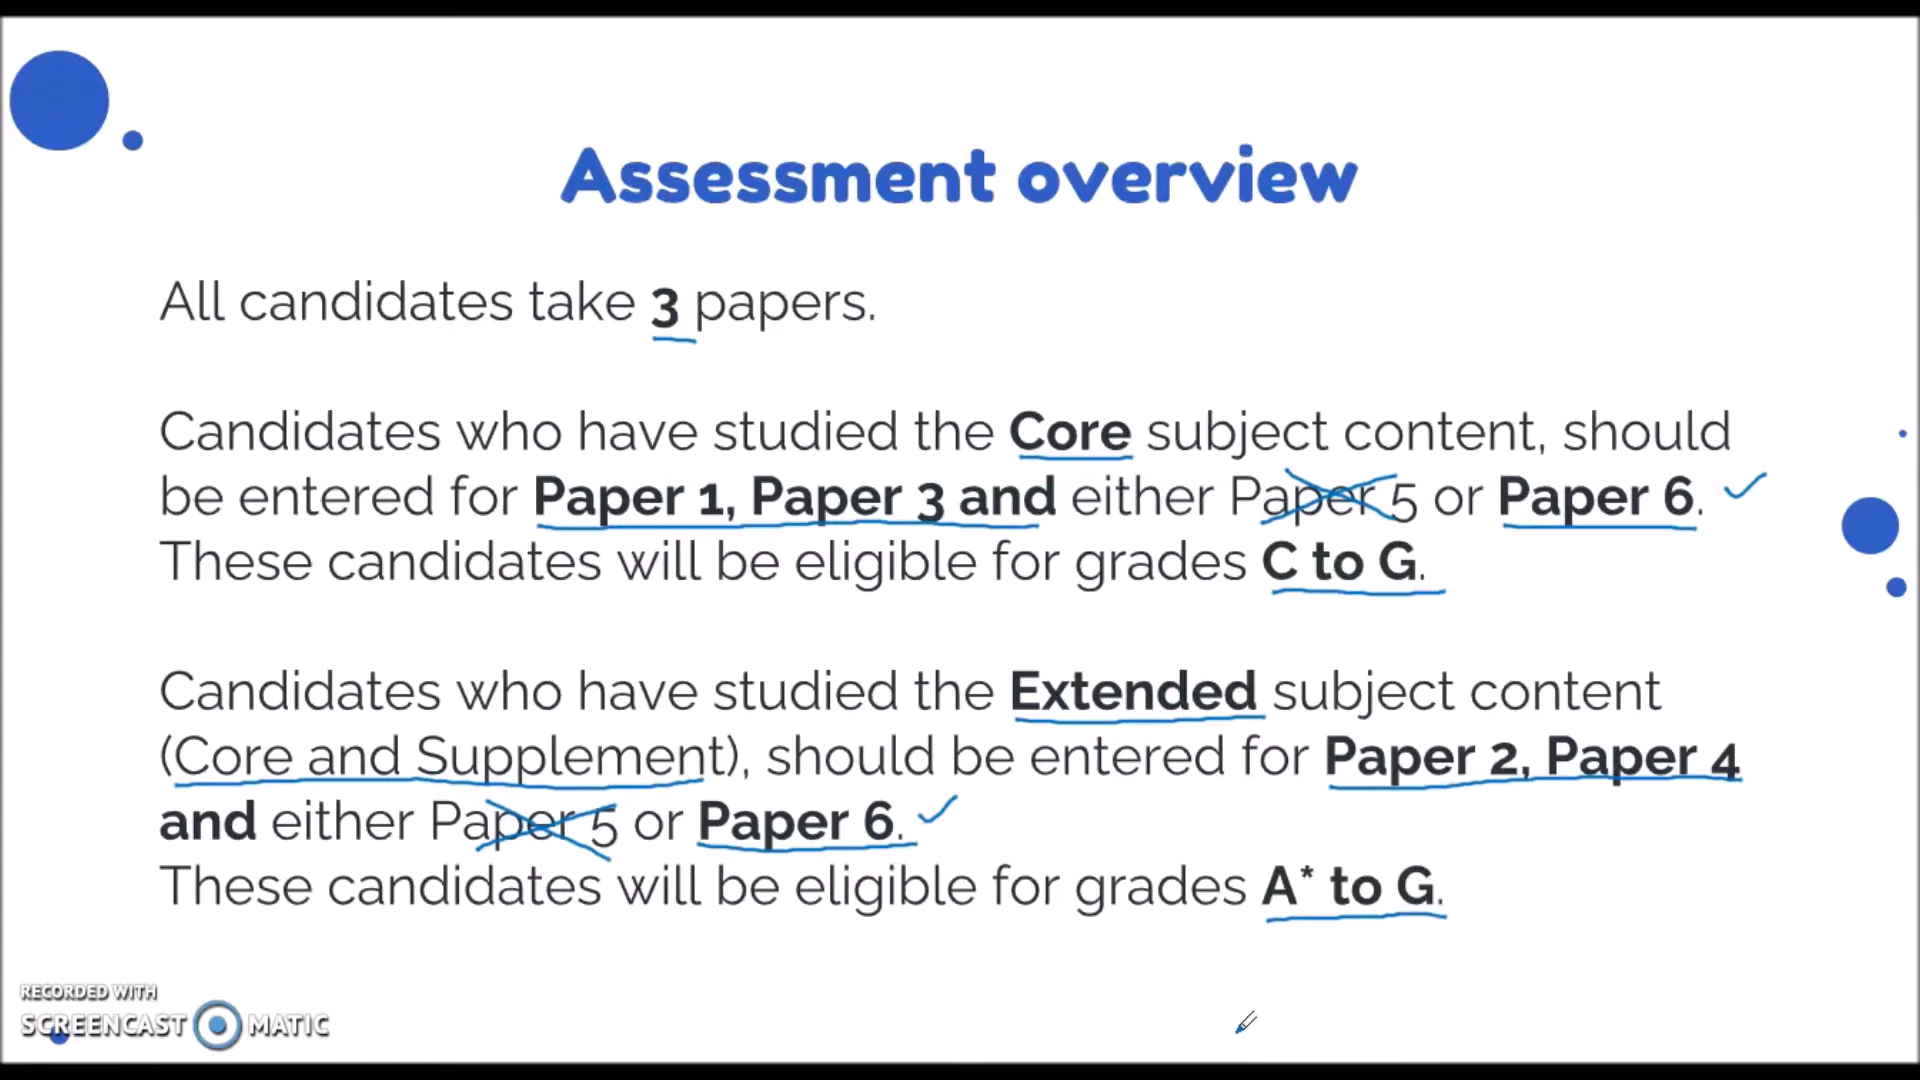 Assessment overview
All candidates take 3 papers.
Candidates who have studied the Core subject content, should
be entered for Paper 1, Paper 3 and either Paper 5 or Paper 6.
These candidates will be eligible for grades C to G.
Candidates who have studied the Extended subject content
(Core and Supplement), should be entered for Paper 2, Paper 4
and either Paper 5 or Paper 6.
These candidates will be eligible for grades A* to G.
RECORDED WITH
SCREENCAST MATIC